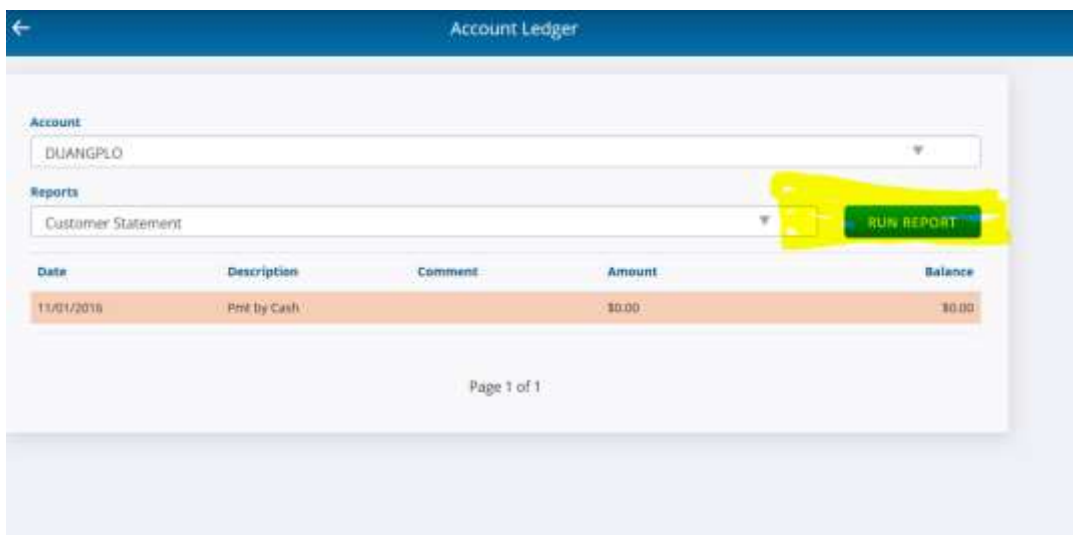 Account Ledger
Account
DUANGPLO
Reports
Customer Statement
RUN REPORT
Date Description Comment Amount Balance
11/01/2016 Pmt by Cash $0.00 $0.00
Page 1 of 1